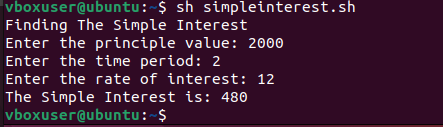 vboxuser@ubuntu:~$ sh simpleinterest.sh
Finding The Simple Interest
Enter the principle value: 2000
Enter the time period: 2
Enter the rate of interest: 12
The Simple Interest is: 480
vboxuser@ubuntu:~$